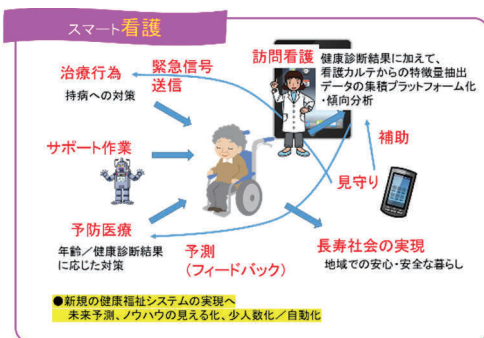 スマート看護
治療行為
持病への対策
緊急信号
送信
訪問看護
健康診断結果に加えて、
看護カルテからの特徴量抽出
データの集積プラットフォーム化
・傾向分析
サポート作業
補助
見守り
予防医療
年齢／健康診断結果
に応じた対策
予測
（フィードバック）
長寿社会の実現
地域での安心・安全な暮らし
●新規の健康福祉システムの実現へ
未来予測、ノウハウの見える化、少人数化／自動化